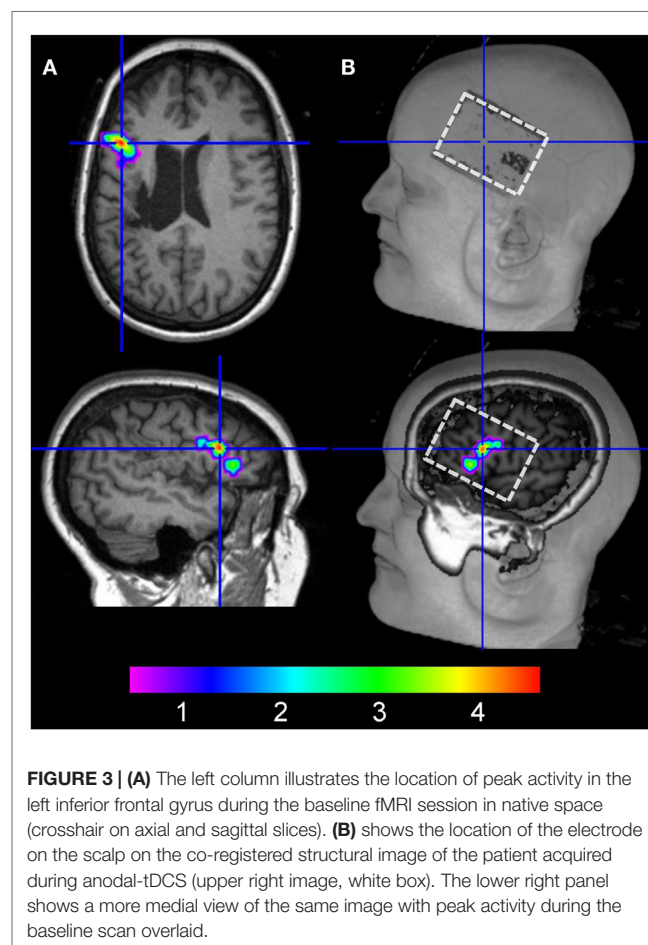 A
B
1 2 3 4
FIGURE 3 | (A) The left column illustrates the location of peak activity in the
left inferior frontal gyrus during the baseline fMRI session in native space
(crosshair on axial and sagittal slices). (B) shows the location of the electrode
on the scalp on the co-registered structural image of the patient acquired
during anodal-tDCS (upper right image, white box). The lower right panel
shows a more medial view of the same image with peak activity during the
baseline scan overlaid.